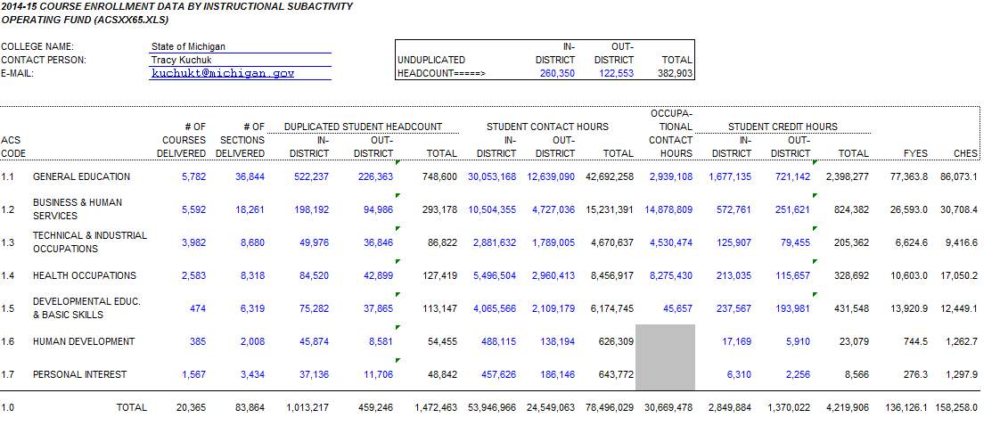 2014-15 COURSE ENROLLMENT DATA BY INSTRUCTIONAL SUBACTIVITY
OPERATING FUND (ACSXX65.XLS)
COLLEGE NAME: State of Michigan IN- OUT-
CONTACT PERSON: Tracy Kuchuk UNDUPLICATED DISTRICT DISTRICT TOTAL
E-MAIL: kuchukt@michigan.gov HEADCOUNT=====> 260,350 122,553 382,903
OCCUPA-
# OF # OF DUPLICATED STUDENT HEADCOUNT STUDENT CONTACT HOURS TIONAL STUDENT CREDIT HOURS
ACS COURSES SECTIONS IN- OUT- IN- OUT- CONTACT IN- OUT-
CODE DELIVERED DELIVERED DISTRICT DISTRICT TOTAL DISTRICT DISTRICT TOTAL HOURS DISTRICT DISTRICT TOTAL FYES CHES
1.1 GENERAL EDUCATION 5,782 36,844 522,237 226,363 748,600 30,053,168 12,639,090 42,692,258 2,939,108 1,677,135 721,142 2,398,277 77,363.8 86,073.1
BUSINESS & HUMAN
1.2 SERVICES 5,592 18,261 198,192 94,986 293,178 10,504,355 4,727,036 15,231,391 14,878,809 572,761 251,621 824,382 26,593.0 30,708.4
TECHNICAL & INDUSTRIAL
1.3 OCCUPATIONS 3,982 8,680 49,976 36,846 86,822 2,881,632 1,789,005 4,670,637 4,530,474 125,907 79,455 205,362 6,624.6 9,416.6
1.4 HEALTH OCCUPATIONS 2,583 8,318 84,520 42,899 127,419 5,496,504 2,960,413 8,456,917 8,275,430 213,035 115,657 328,692 10,603.0 17,050.2
DEVELOPMENTAL EDUC.
1.5 & BASIC SKILLS 474 6,319 75,282 37,865 113,147 4,065,566 2,109,179 6,174,745 45,657 237,567 193,981 431,548 13,920.9 12,449.1
1.6 HUMAN DEVELOPMENT 385 2,008 45,874 8,581 54,455 488,115 138,194 626,309 17,169 5,910 23,079 744.5 1,262.7
1.7 PERSONAL INTEREST 1,567 3,434 37,136 11,706 48,842 457,626 186,146 643,772 6,310 2,256 8,566 276.3 1,297.9
1.0 TOTAL 20,365 83,864 1,013,217 459,246 1,472,463 53,946,966 24,549,063 78,496,029 30,669,478 2,849,884 1,370,022 4,219,906 136,126.1 158,258.0